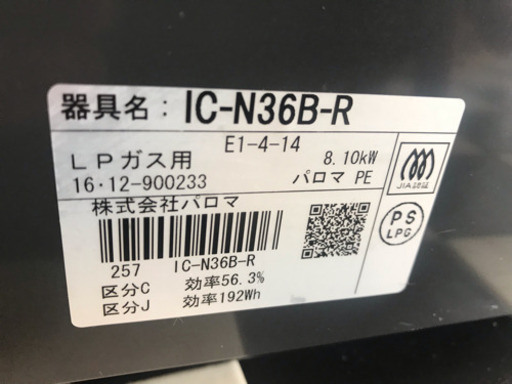 器具名：IC-N36B-R
E1-4-14
LPガス用 8.10kW
16・12-900233 パロマ PE
株式会社パロマ
JIA認証
PS
LPG
257 IC-N36B-R
区分C 効率56.3%
区分J 効率192Wh